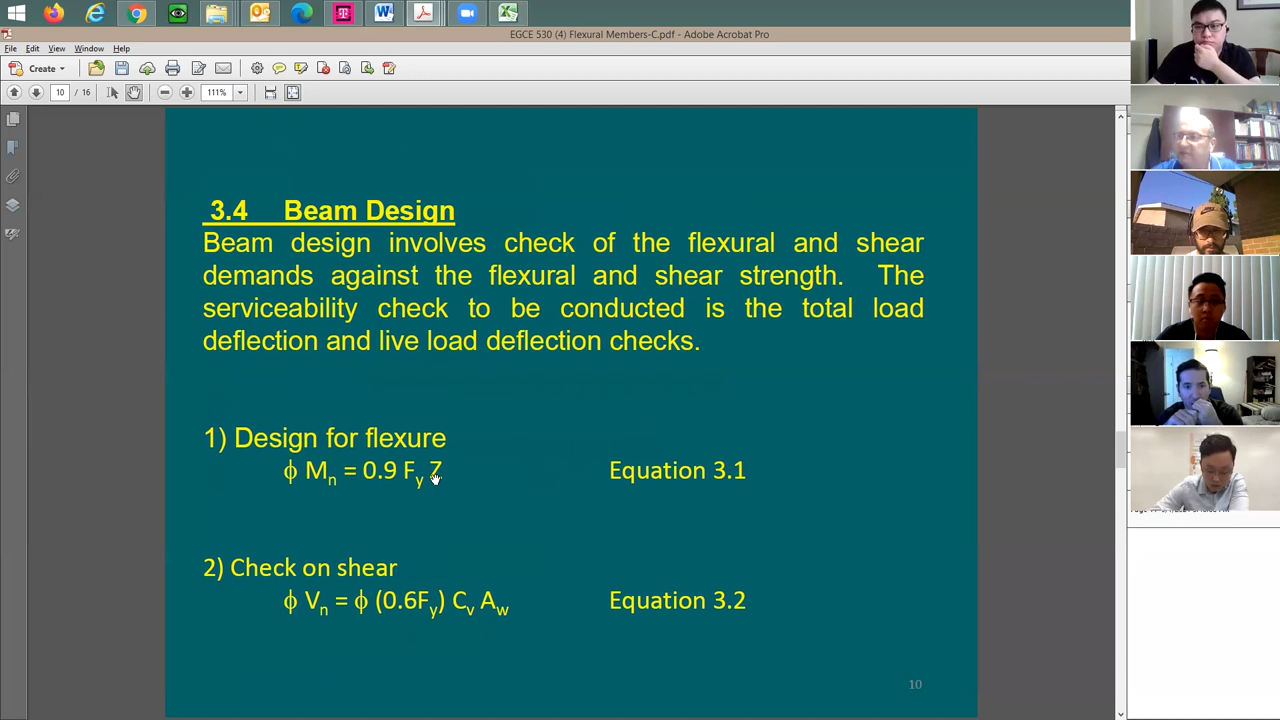 EGCE 530 (4) Flexural Members-C.pdf - Adobe Acrobat Pro
File Edit View Window Help
Create
10 / 16 111%
3.4 Beam Design
Beam design involves check of the flexural and shear
demands against the flexural and shear strength. The
serviceability check to be conducted is the total load
deflection and live load deflection checks.
1) Design for flexure
ϕ Mn = 0.9 Fy Z Equation 3.1
2) Check on shear
ϕ Vn = ϕ (0.6Fy) Cv Aw Equation 3.2
10